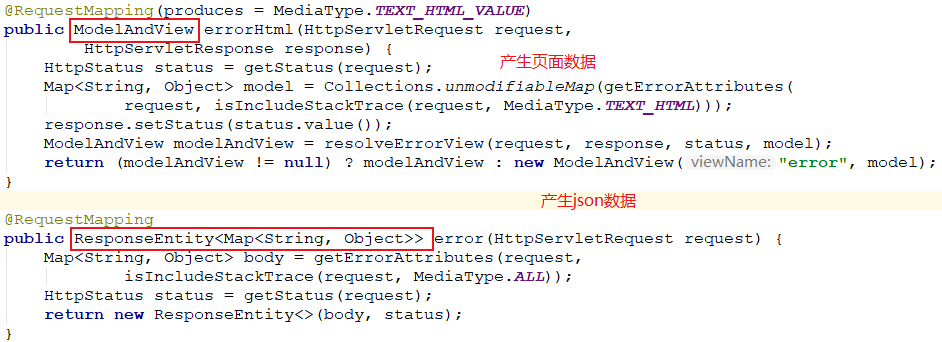 @RequestMapping(produces = MediaType.TEXT_HTML_VALUE)
public ModelAndView errorHtml(HttpServletRequest request,
HttpServletResponse response) {
HttpStatus status = getStatus(request);
产生页面数据
Map<String, Object> model = Collections.unmodifiableMap(getErrorAttributes(
request, isIncludeStackTrace(request, MediaType.TEXT_HTML)));
response.setStatus(status.value());
ModelAndView modelAndView = resolveErrorView(request, response, status, model);
return (modelAndView != null) ? modelAndView : new ModelAndView( viewName: "error", model);
}
产生json数据
@RequestMapping
public ResponseEntity<Map<String, Object>> error(HttpServletRequest request) {
Map<String, Object> body = getErrorAttributes(request,
isIncludeStackTrace(request, MediaType.ALL));
HttpStatus status = getStatus(request);
return new ResponseEntity<>(body, status);
}